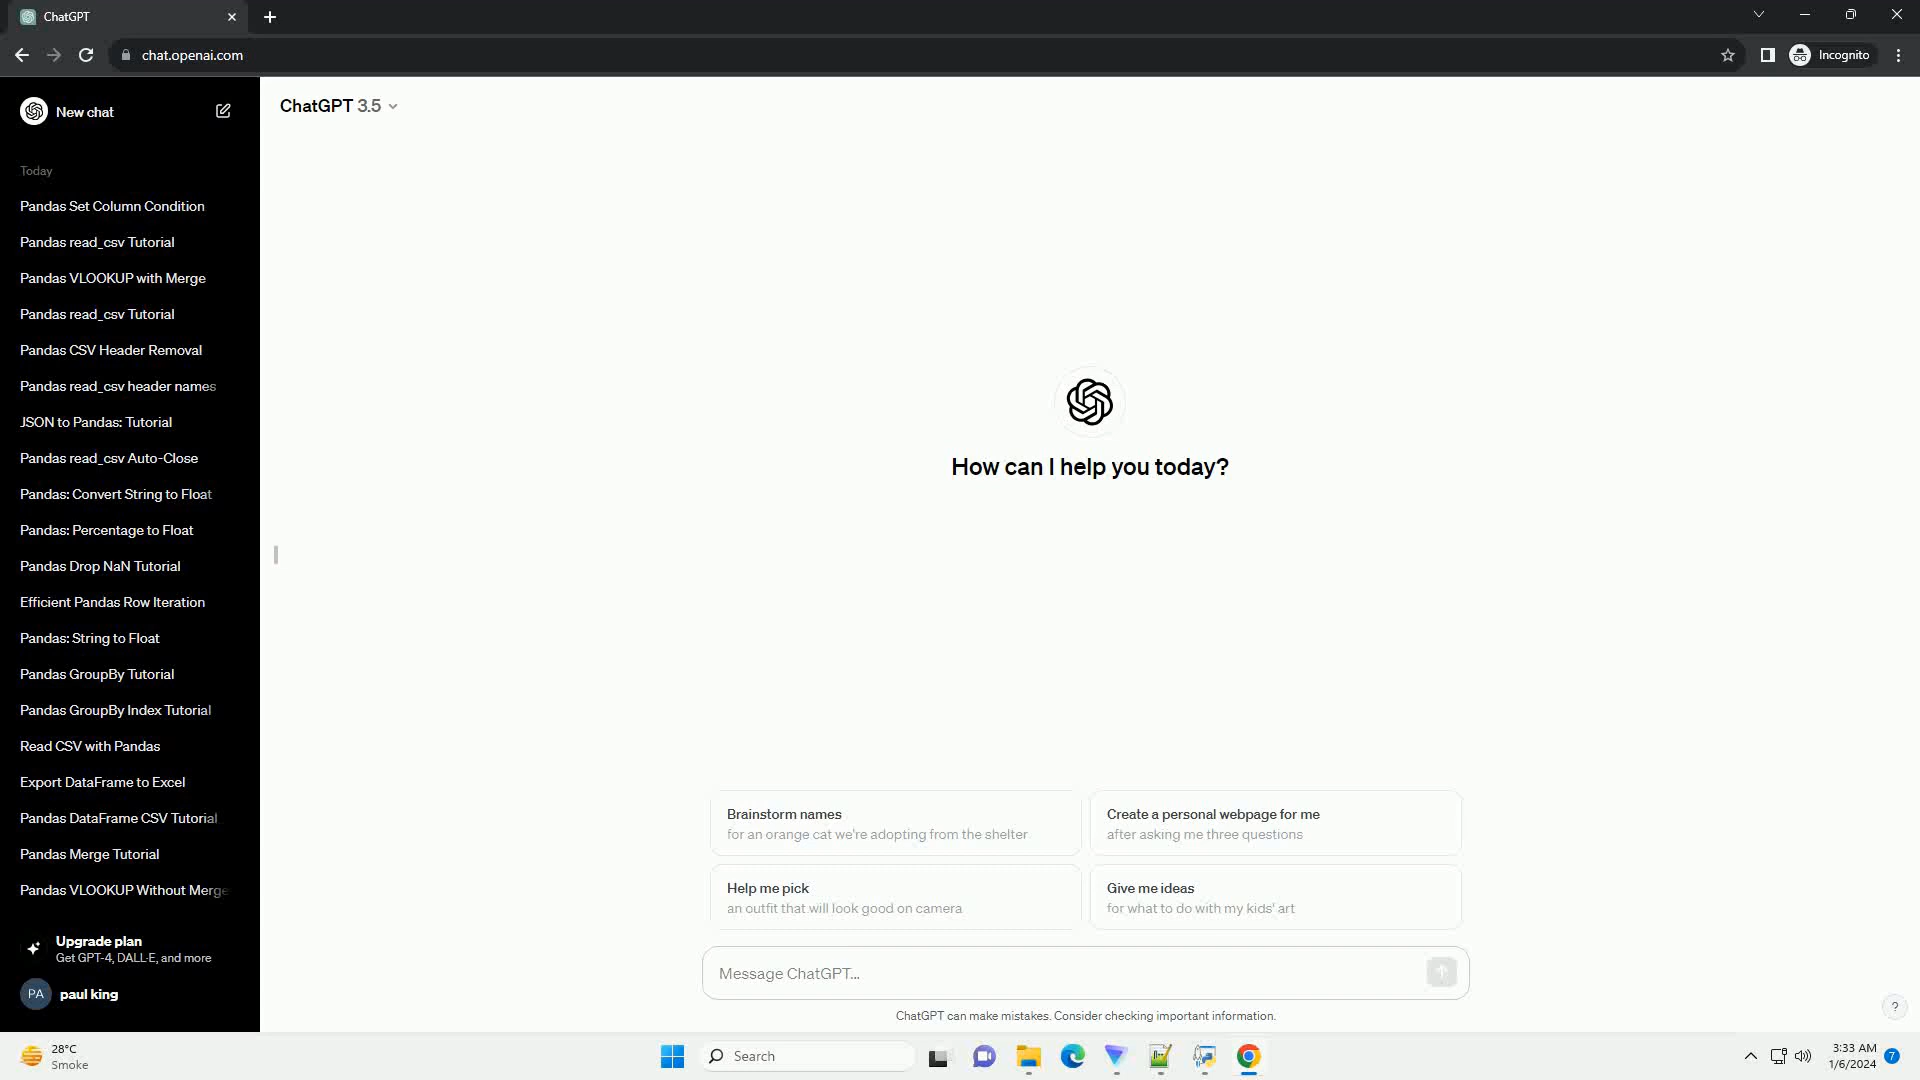 ChatGPT
chat.openai.com
Incognito
New chat
ChatGPT 3.5
Today
Pandas Set Column Condition
Pandas read_csv Tutorial
Pandas VLOOKUP with Merge
Pandas read_csv Tutorial
Pandas CSV Header Removal
Pandas read_csv header names
JSON to Pandas: Tutorial
Pandas read_csv Auto-Close
Pandas: Convert String to Float
Pandas: Percentage to Float
Pandas Drop NaN Tutorial
Efficient Pandas Row Iteration
Pandas: String to Float
Pandas GroupBy Tutorial
Pandas GroupBy Index Tutorial
Read CSV with Pandas
Export DataFrame to Excel
Pandas DataFrame CSV Tutorial
Pandas Merge Tutorial
Pandas VLOOKUP Without Merge
Upgrade plan
Get GPT-4, DALL·E, and more
PA paul king
How can I help you today?
Brainstorm names
for an orange cat we're adopting from the shelter
Create a personal webpage for me
after asking me three questions
Help me pick
an outfit that will look good on camera
Give me ideas
for what to do with my kids' art
Message ChatGPT...
ChatGPT can make mistakes. Consider checking important information.
?
28°C
Smoke
Search
3:33 AM
1/6/2024
7